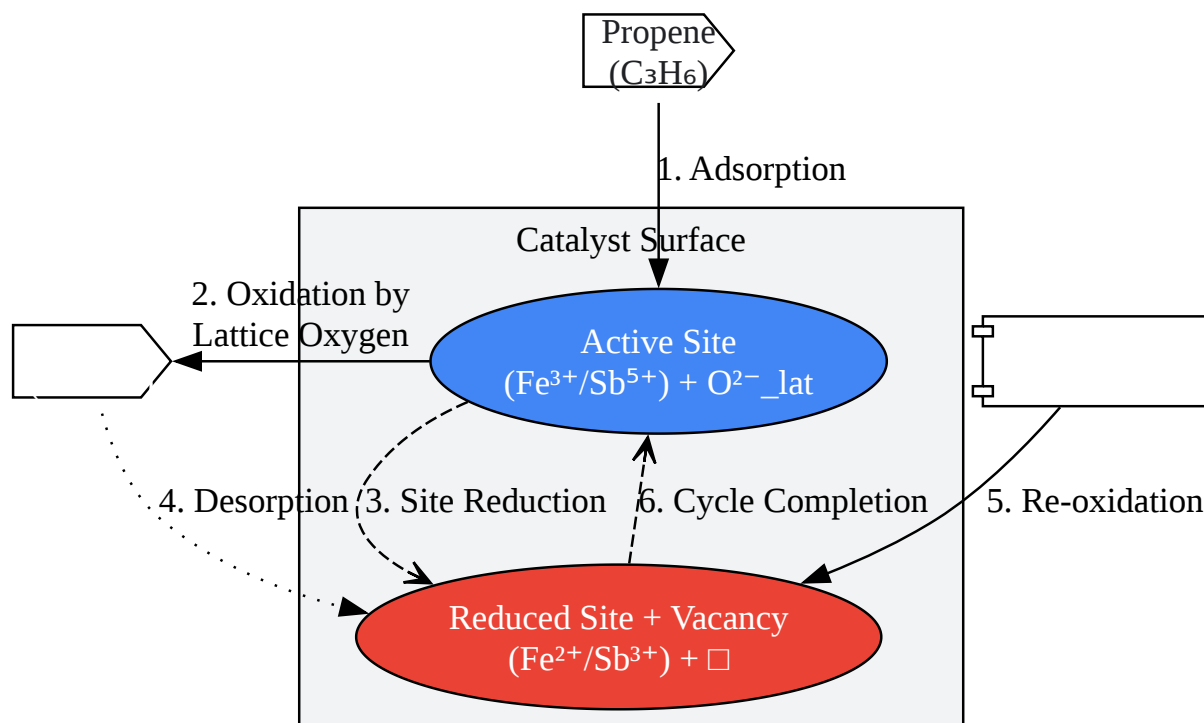 Propene
(C₃H₆)
1. Adsorption
Catalyst Surface
2. Oxidation by
Lattice Oxygen
Active Site
(Fe³⁺/Sb⁵⁺) + O²⁻_lat
4. Desorption
3. Site Reduction
6. Cycle Completion
5. Re-oxidation
Reduced Site + Vacancy
(Fe²⁺/Sb³⁺) + □